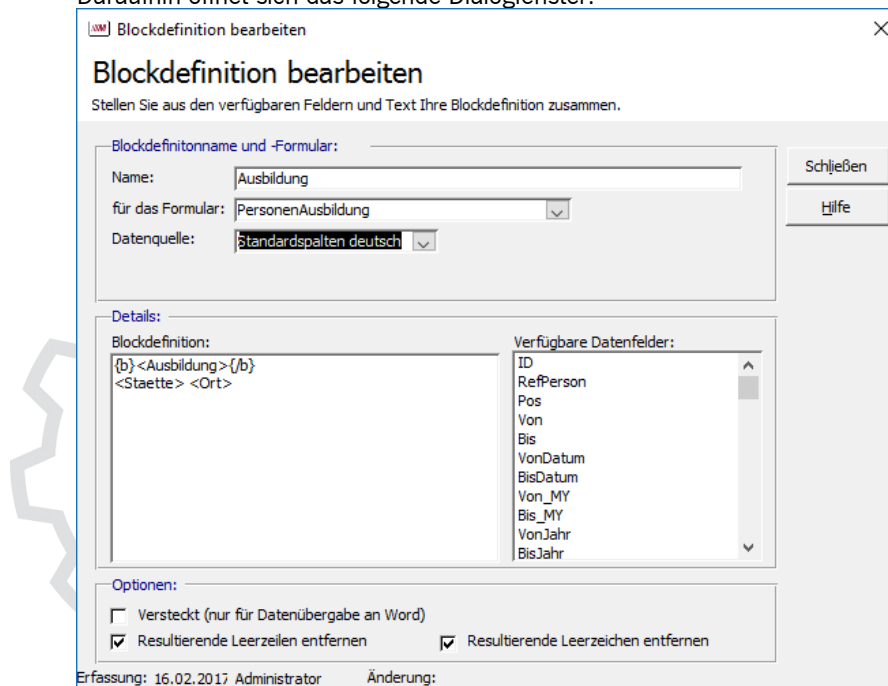 Daraufhin öffnet sich das folgende Dialogfenster:
Blockdefinition bearbeiten
Blockdefinition bearbeiten
Stellen Sie aus den verfügbaren Feldern und Text Ihre Blockdefinition zusammen.
Blockdefinitonname und -Formular:
Name: Ausbildung
für das Formular: PersonenAusbildung
Datenquelle: Standardspalten deutsch
Schließen
Hilfe
Details:
Blockdefinition:
{b}<Ausbildung>{/b}
<Staette> <Ort>
Verfügbare Datenfelder:
ID
RefPerson
Pos
Von
Bis
VonDatum
BisDatum
Von_MY
Bis_MY
VonJahr
BisJahr
Optionen:
Versteckt (nur für Datenübergabe an Word)
Resultierende Leerzeilen entfernen Resultierende Leerzeichen entfernen
Erfassung: 16.02.2017 Administrator Änderung: